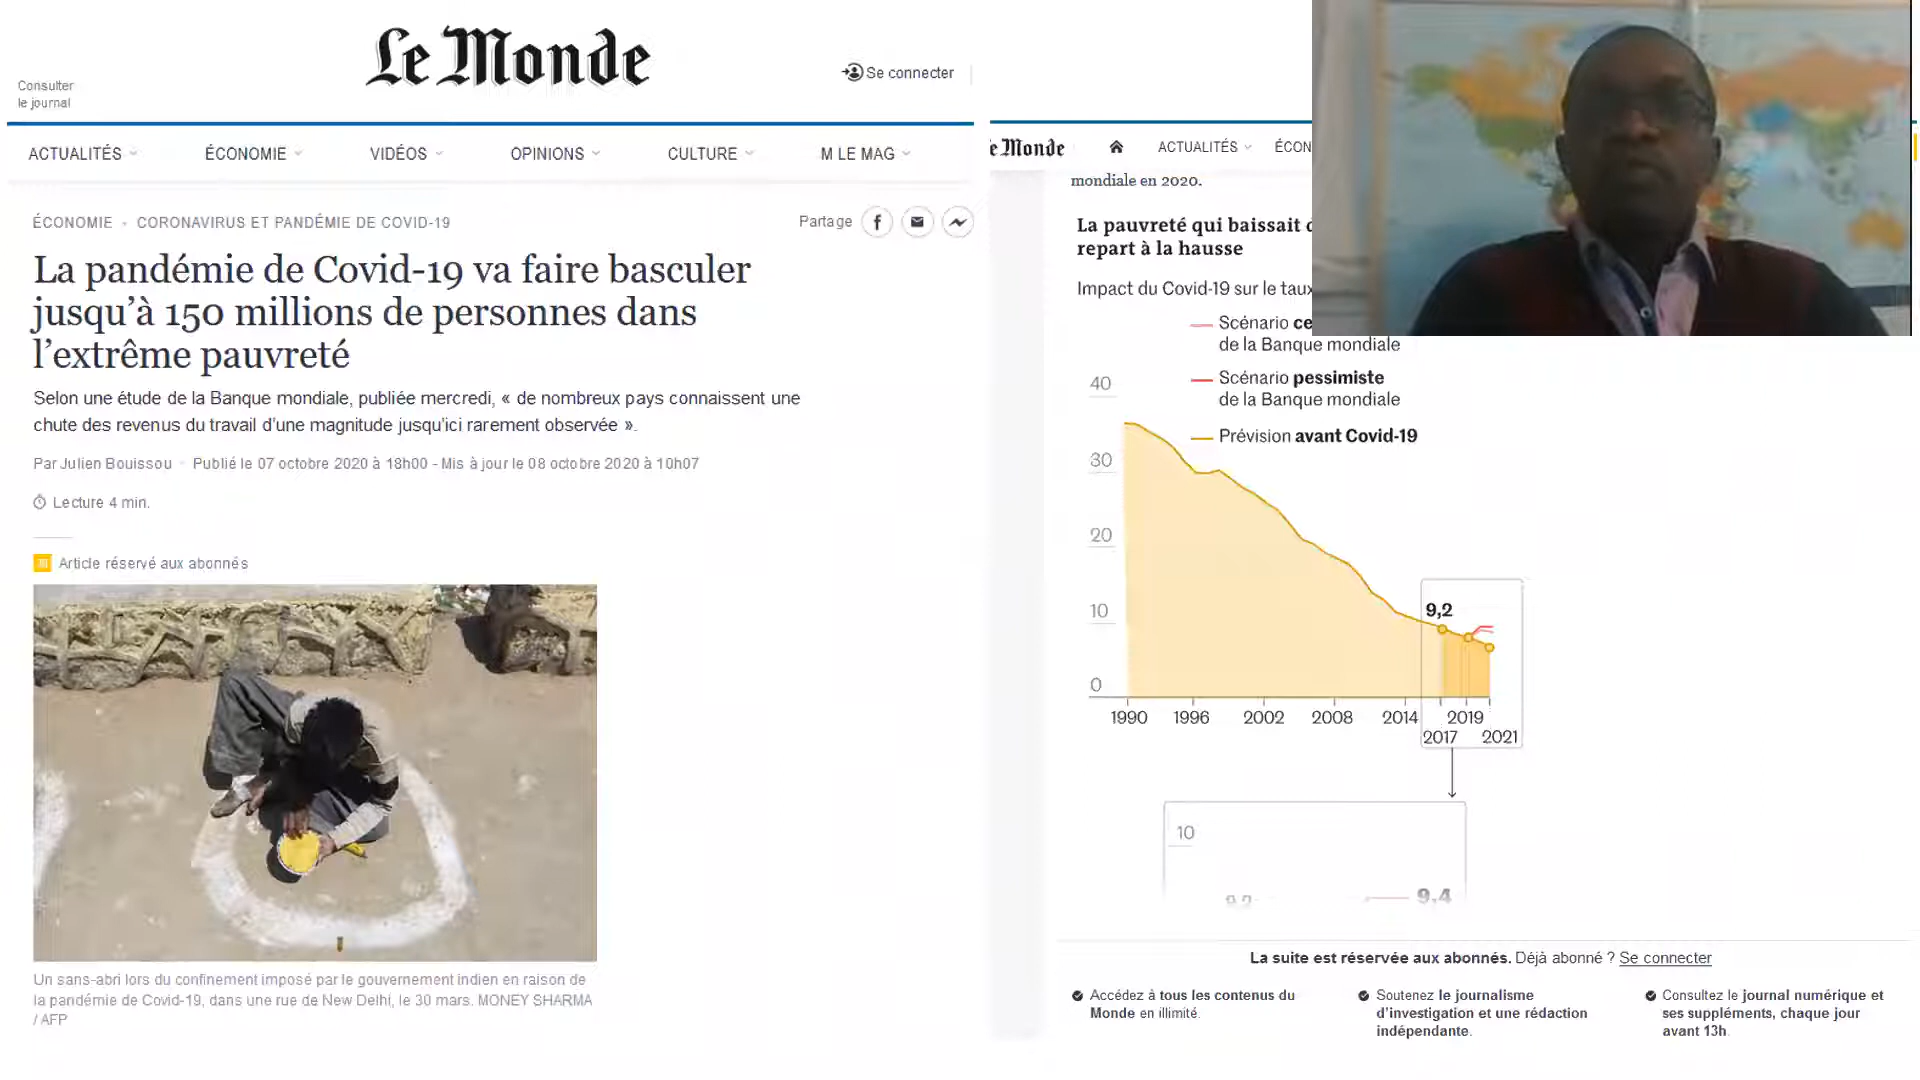 Le Monde
Consulter
le journal
Se connecter
ACTUALITÉS
ÉCONOMIE
VIDÉOS
OPINIONS
CULTURE
M LE MAG
ÉCONOMIE - CORONAVIRUS ET PANDÉMIE DE COVID-19
Partage
La pandémie de Covid-19 va faire basculer
jusqu’à 150 millions de personnes dans
l’extrême pauvreté
Selon une étude de la Banque mondiale, publiée mercredi, « de nombreux pays connaissent une
chute des revenus du travail d’une magnitude jusqu’ici rarement observée ».
Par Julien Bouissou Publié le 07 octobre 2020 à 18h00 - Mis à jour le 08 octobre 2020 à 10h07
Lecture 4 min.
Article réservé aux abonnés
Un sans-abri lors du confinement imposé par le gouvernement indien en raison de
la pandémie de Covid-19, dans une rue de New Delhi, le 30 mars. MONEY SHARMA
/ AFP
e Monde
ACTUALITÉS
ÉCON
mondiale en 2020.
La pauvreté qui baissait
repart à la hausse
Impact du Covid-19 sur le taux
Scénario ce
de la Banque mondiale
Scénario pessimiste
de la Banque mondiale
Prévision avant Covid-19
40
30
20
10
0
9,2
1990 1996 2002 2008 2014 2019
2017 2021
10
9,2
9,4
La suite est réservée aux abonnés. Déjà abonné ? Se connecter
Accédez à tous les contenus du
Monde en illimité.
Soutenez le journalisme
d’investigation et une rédaction
indépendante.
Consultez le journal numérique et
ses suppléments, chaque jour
avant 13h.